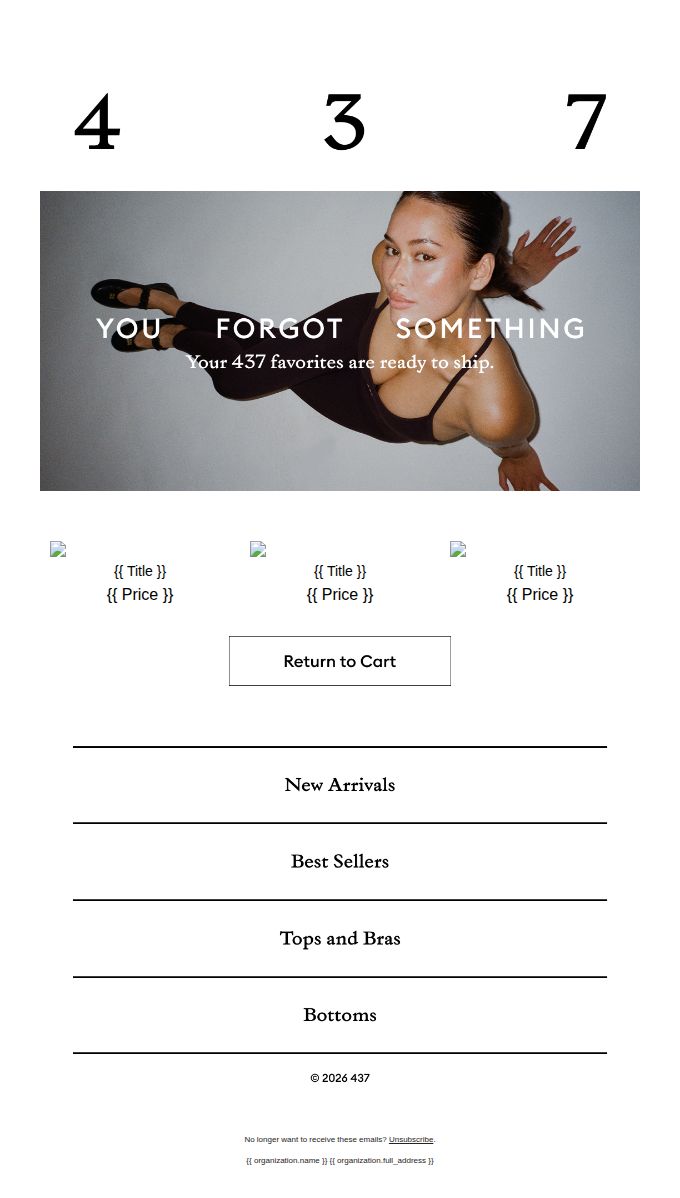 4 3 7
YOU FORGOT SOMETHING
Your 437 favorites are ready to ship.
{{ Title }} {{ Title }} {{ Title }}
{{ Price }} {{ Price }} {{ Price }}
Return to Cart
New Arrivals
Best Sellers
Tops and Bras
Bottoms
© 2026 437
No longer want to receive these emails? Unsubscribe.
{{ organization.name }} {{ organization.full_address }}